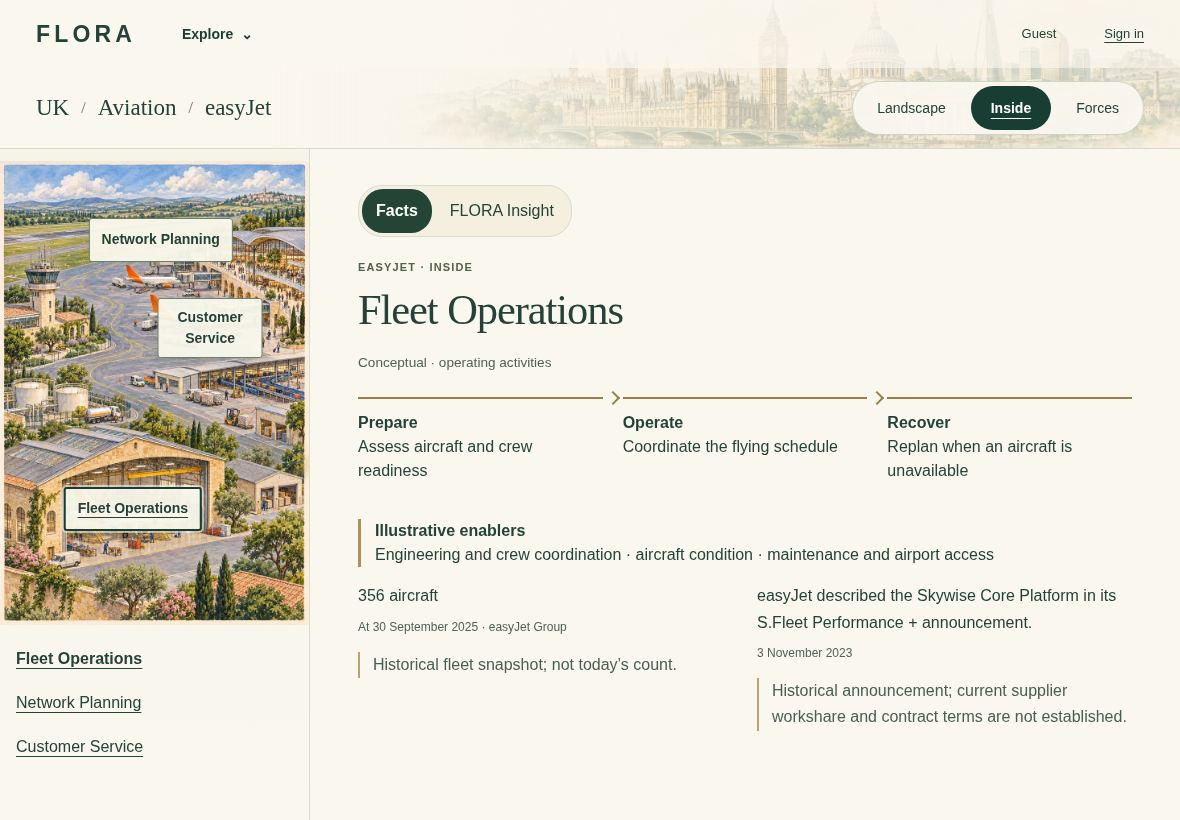 FLORA
Explore
Guest
Sign in
UK / Aviation / easyJet
Landscape
Inside
Forces
Network Planning
Customer
Service
Fleet Operations
Fleet Operations
Network Planning
Customer Service
Facts
FLORA Insight
EASYJET · INSIDE
Fleet Operations
Conceptual · operating activities
Prepare
Assess aircraft and crew
readiness
Operate
Coordinate the flying schedule
Recover
Replan when an aircraft is
unavailable
Illustrative enablers
Engineering and crew coordination · aircraft condition · maintenance and airport access
356 aircraft
At 30 September 2025 · easyJet Group
Historical fleet snapshot; not today’s count.
easyJet described the Skywise Core Platform in its
S.Fleet Performance + announcement.
3 November 2023
Historical announcement; current supplier
workshare and contract terms are not established.